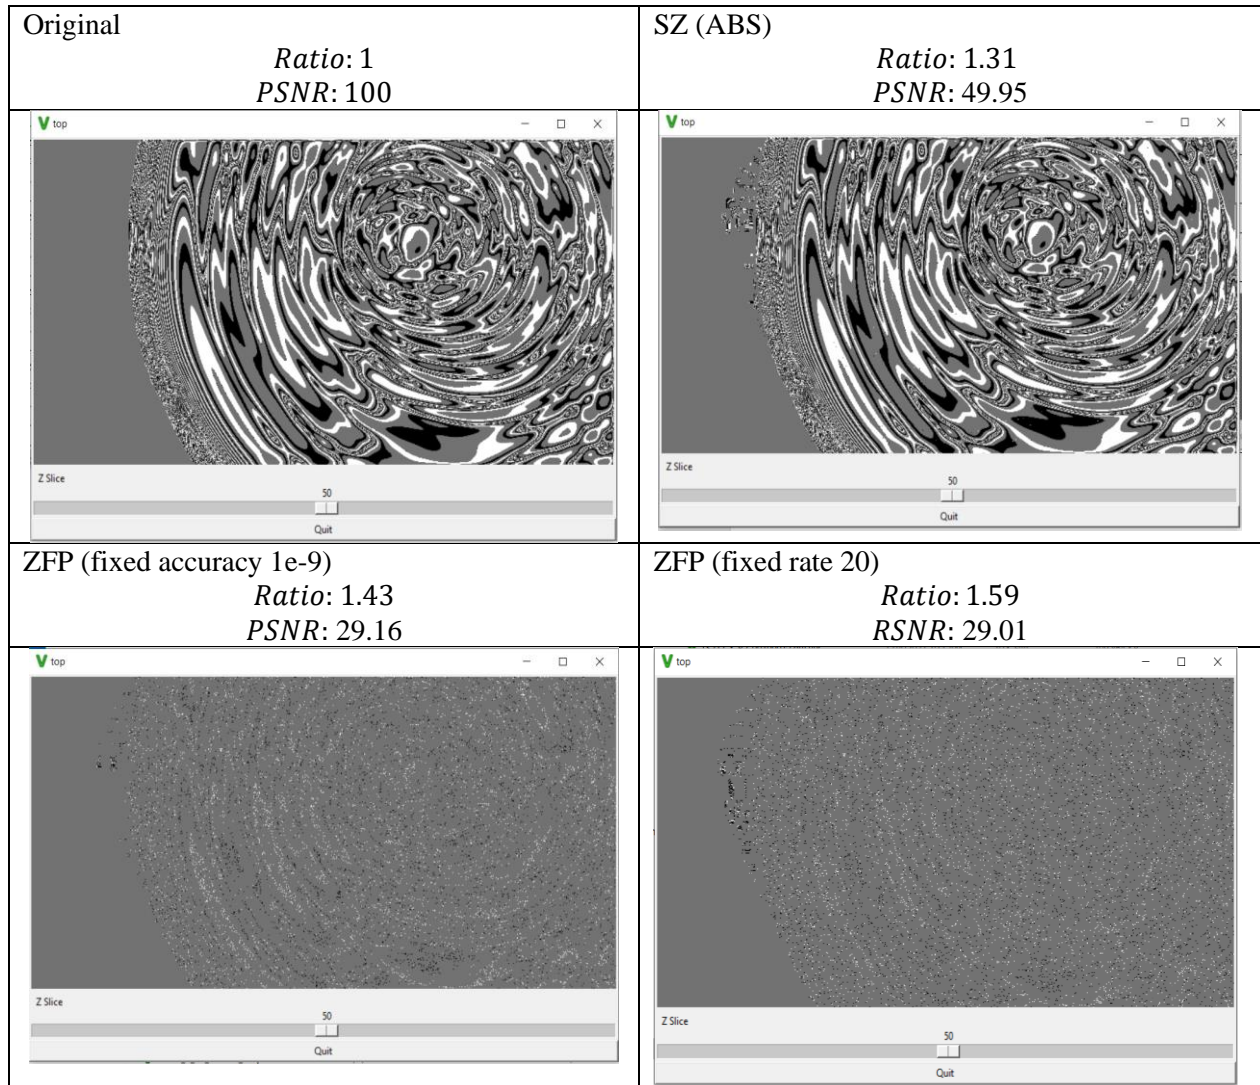 Original
Ratio: 1
PSNR: 100
SZ (ABS)
Ratio: 1.31
PSNR: 49.95
top
Z Slice
50
Quit
top
Z Slice
50
Quit
ZFP (fixed accuracy 1e-9)
Ratio: 1.43
PSNR: 29.16
ZFP (fixed rate 20)
Ratio: 1.59
RSNR: 29.01
top
Z Slice
50
Quit
top
Z Slice
50
Quit